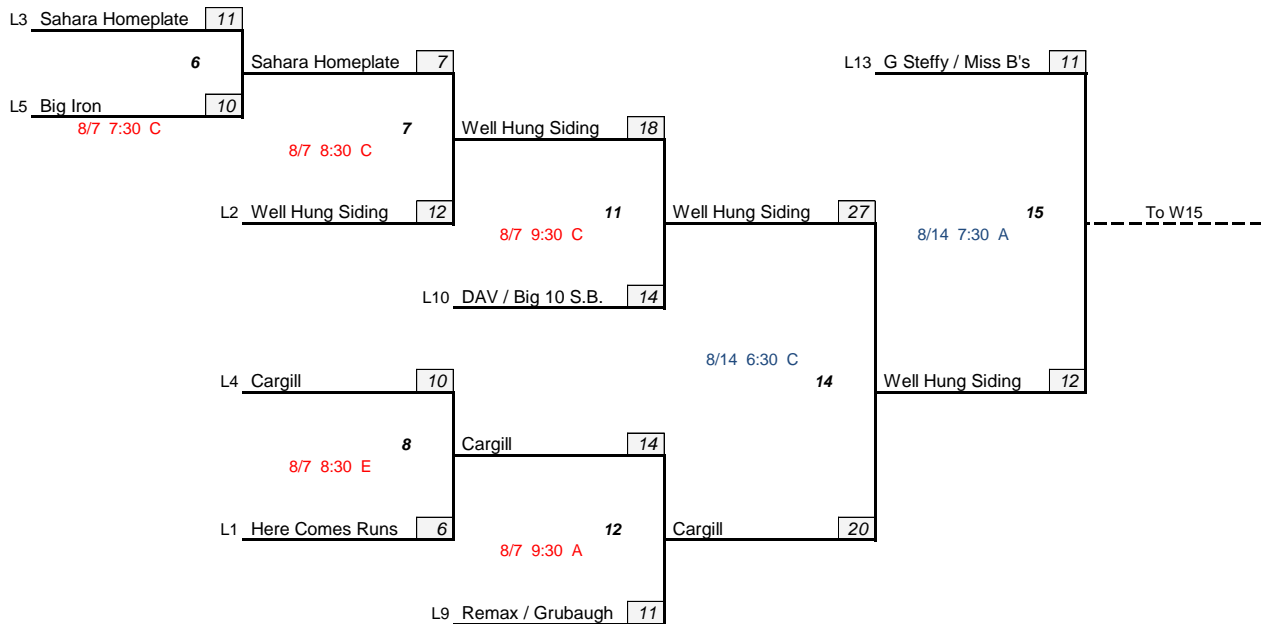 L3 Sahara Homeplate 11
6 Sahara Homeplate 7 L13 G Steffy / Miss B's 11
L5 Big Iron 10
8/7 7:30 C 7 Well Hung Siding 18
8/7 8:30 C
L2 Well Hung Siding 12 11 Well Hung Siding 27 15 To W15
8/7 9:30 C 8/14 7:30 A
L10 DAV / Big 10 S.B. 14
8/14 6:30 C
L4 Cargill 10 14 Well Hung Siding 12
8 Cargill 14
8/7 8:30 E
L1 Here Comes Runs 6 12 Cargill 20
8/7 9:30 A
L9 Remax / Grubaugh 11